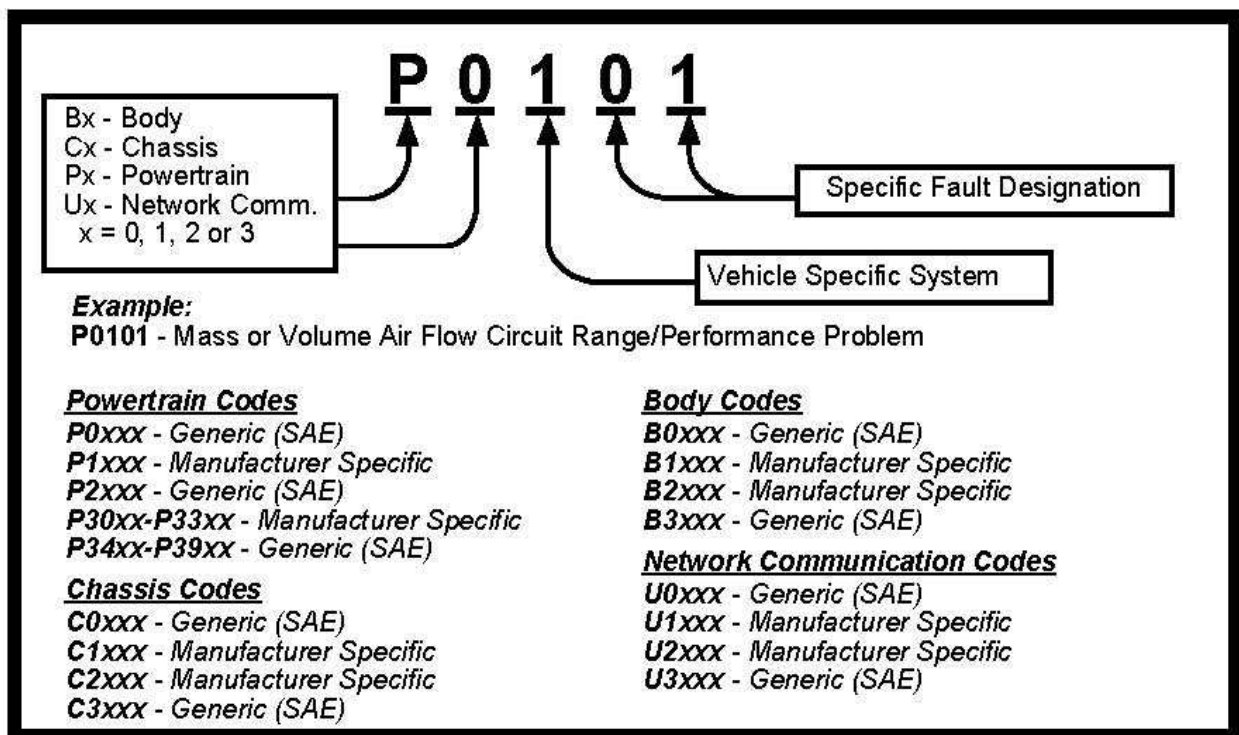 P 0 1 0 1
Bx - Body
Cx - Chassis
Px - Powertrain
Ux - Network Comm.
x = 0, 1, 2 or 3
Specific Fault Designation
Vehicle Specific System
Example:
P0101 - Mass or Volume Air Flow Circuit Range/Performance Problem
Powertrain Codes
P0xxx - Generic (SAE)
P1xxx - Manufacturer Specific
P2xxx - Generic (SAE)
P30xx-P33xx - Manufacturer Specific
P34xx-P39xx - Generic (SAE)
Chassis Codes
C0xxx - Generic (SAE)
C1xxx - Manufacturer Specific
C2xxx - Manufacturer Specific
C3xxx - Generic (SAE)
Body Codes
B0xxx - Generic (SAE)
B1xxx - Manufacturer Specific
B2xxx - Manufacturer Specific
B3xxx - Generic (SAE)
Network Communication Codes
U0xxx - Generic (SAE)
U1xxx - Manufacturer Specific
U2xxx - Manufacturer Specific
U3xxx - Generic (SAE)